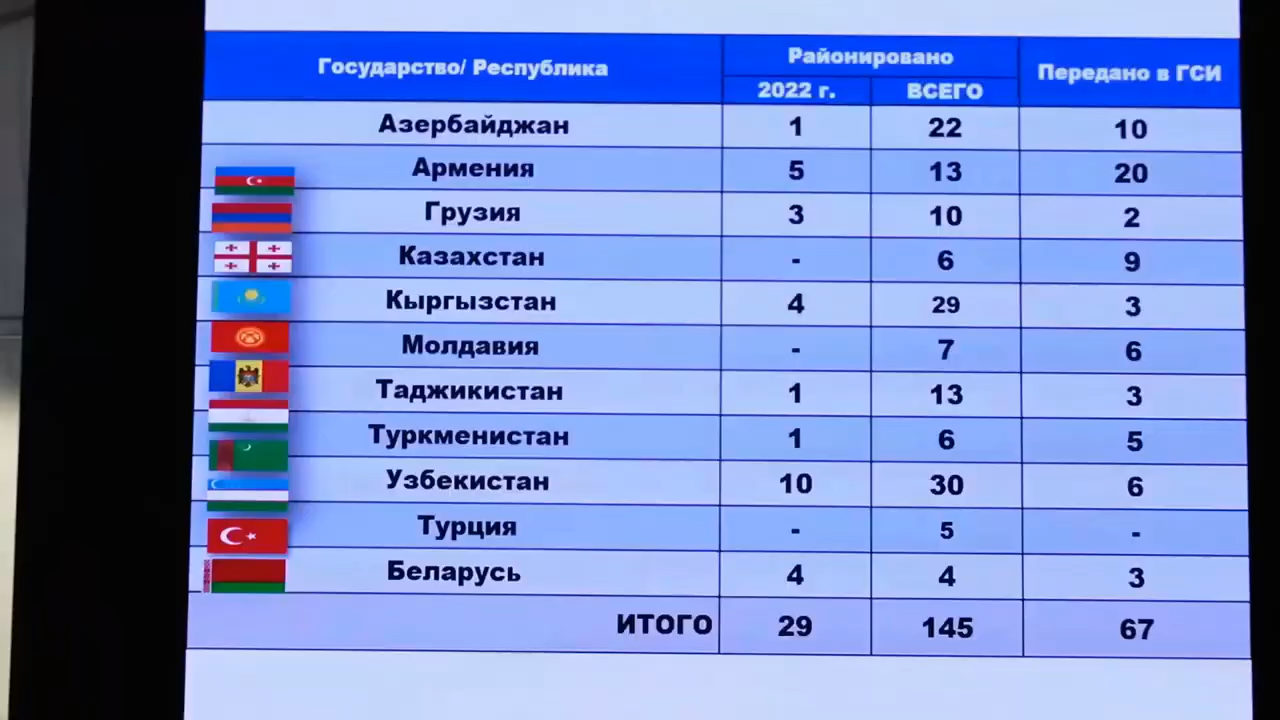 Государство/ Республика Районировано Передано в ГСИ
2022 г. ВСЕГО
Азербайджан 1 22 10
Армения 5 13 20
Грузия 3 10 2
Казахстан - 6 9
Кыргызстан 4 29 3
Молдавия - 7 6
Таджикистан 1 13 3
Туркменистан 1 6 5
Узбекистан 10 30 6
Турция - 5 -
Беларусь 4 4 3
ИТОГО 29 145 67